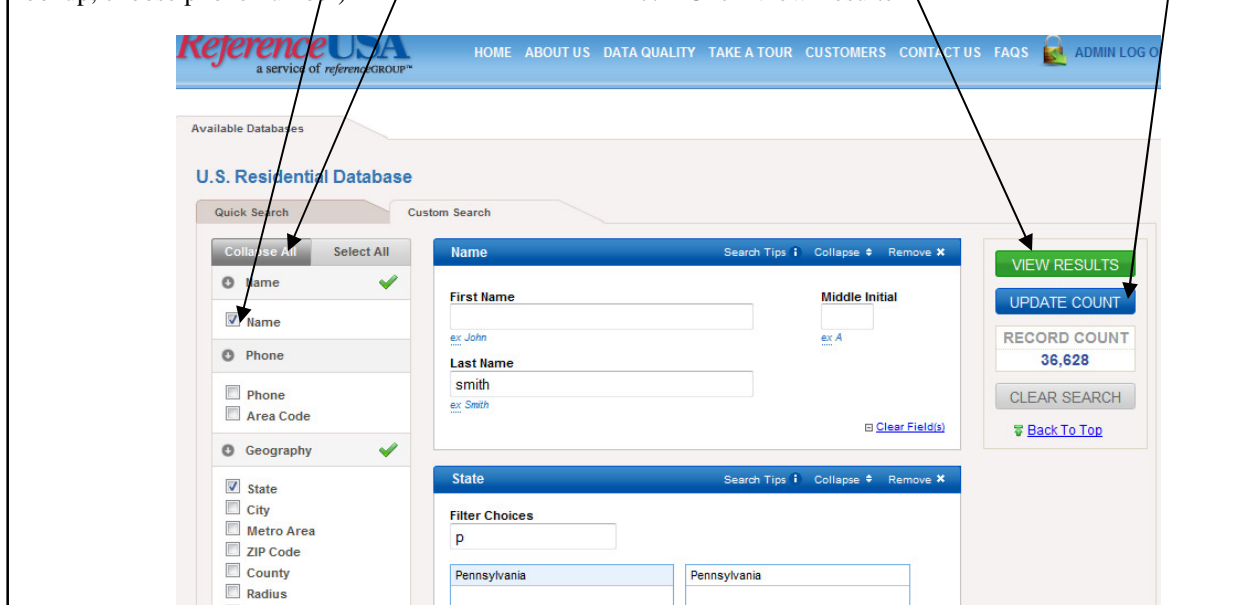 ReferenceUSA
a service of referenceGROUP™
HOME ABOUT US DATA QUALITY TAKE A TOUR CUSTOMERS CONTACT US FAQS ADMIN LOG O
Available Databases
U.S. Residential Database
Quick Search Custom Search
Collapse All Select All
Name
Name
Phone
Phone
Area Code
Geography
State
City
Metro Area
ZIP Code
County
Radius
Name Search Tips Collapse Remove
First Name Middle Initial
ex John ex A
Last Name
smith
ex Smith
Clear Field(s)
State Search Tips Collapse Remove
Filter Choices
p
Pennsylvania Pennsylvania
VIEW RESULTS
UPDATE COUNT
RECORD COUNT
36,628
CLEAR SEARCH
Back To Top